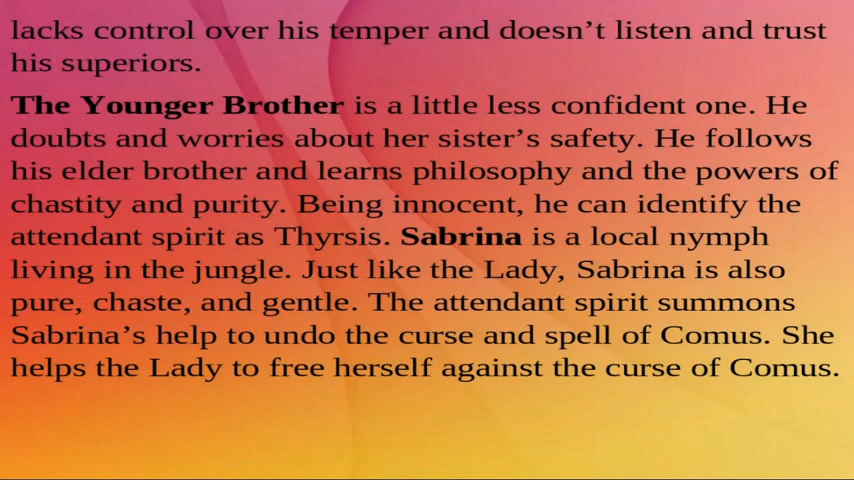 lacks control over his temper and doesn’t listen and trust
his superiors.
The Younger Brother is a little less confident one. He
doubts and worries about her sister’s safety. He follows
his elder brother and learns philosophy and the powers of
chastity and purity. Being innocent, he can identify the
attendant spirit as Thyrsis. Sabrina is a local nymph
living in the jungle. Just like the Lady, Sabrina is also
pure, chaste, and gentle. The attendant spirit summons
Sabrina’s help to undo the curse and spell of Comus. She
helps the Lady to free herself against the curse of Comus.